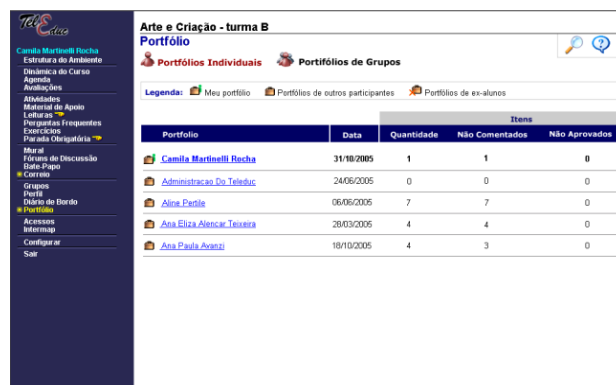 TelEduc
Camila Martinelli Rocha
Estrutura do Ambiente
Dinâmica do Curso
Agenda
Avaliações
Atividades
Material de Apoio
Leituras
Perguntas Frequentes
Exercícios
Parada Obrigatória
Mural
Fóruns de Discussão
Bate-Papo
Correio
Grupos
Perfil
Diário de Bordo
Portfólio
Acessos
Intermap
Configurar
Sair
Arte e Criação - turma B
Portfólio
Portfólios Individuais Portifólios de Grupos
Legenda: Meu portfólio Portfólios de outros participantes Portfólios de ex-alunos
Itens
Portfolio Data Quantidade Não Comentados Não Aprovados
Camila Martinelli Rocha 31/10/2005 1 1 0
Administracao Do Teleduc 24/06/2005 0 0 0
Aline Pertile 06/06/2005 7 7 0
Ana Eliza Alencar Teixeira 28/03/2005 4 4 0
Ana Paula Avanzi 18/10/2005 4 3 0